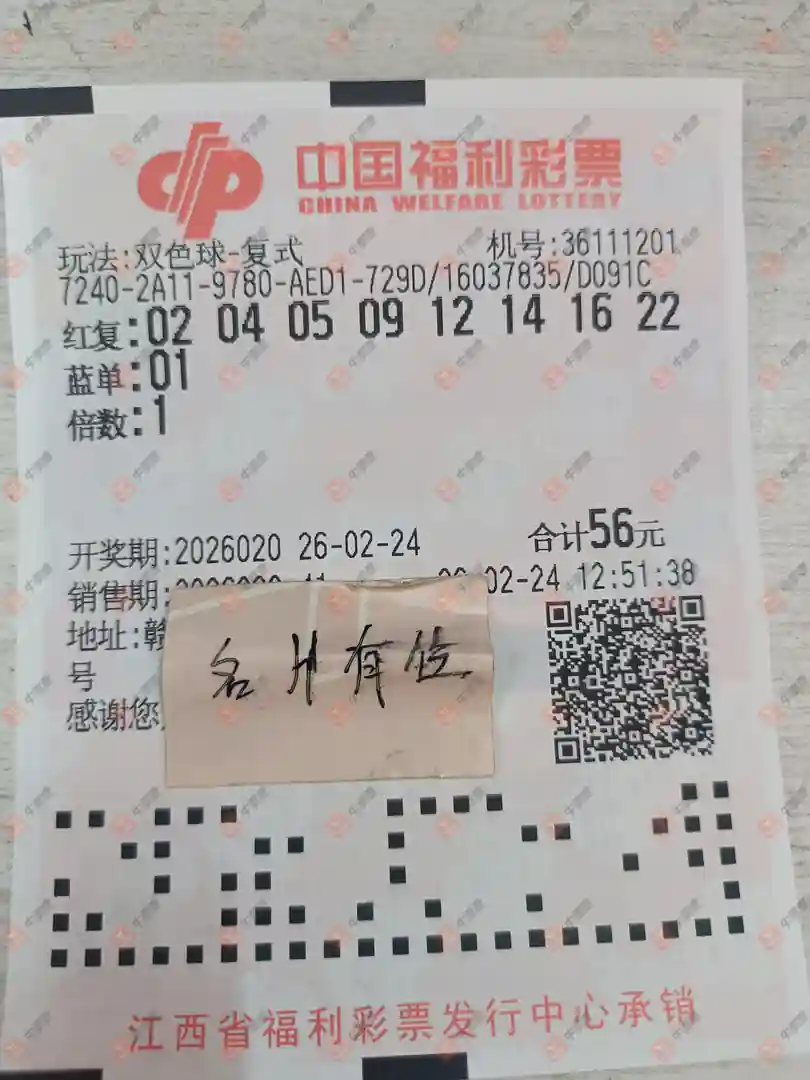 中国福利彩票
CHINA WELFARE LOTTERY
玩法:双色球-复式 机号:36111201
7240-2A11-9780-AED1-729D/16037835/D091C
红复:02 04 05 09 12 14 16 22
蓝单:01
倍数:1
开奖期:2026020 26-02-24 合计56元
销售期: 02-24 12:51:38
地址:赣
号
感谢您
名片有位
江西省福利彩票发行中心承销